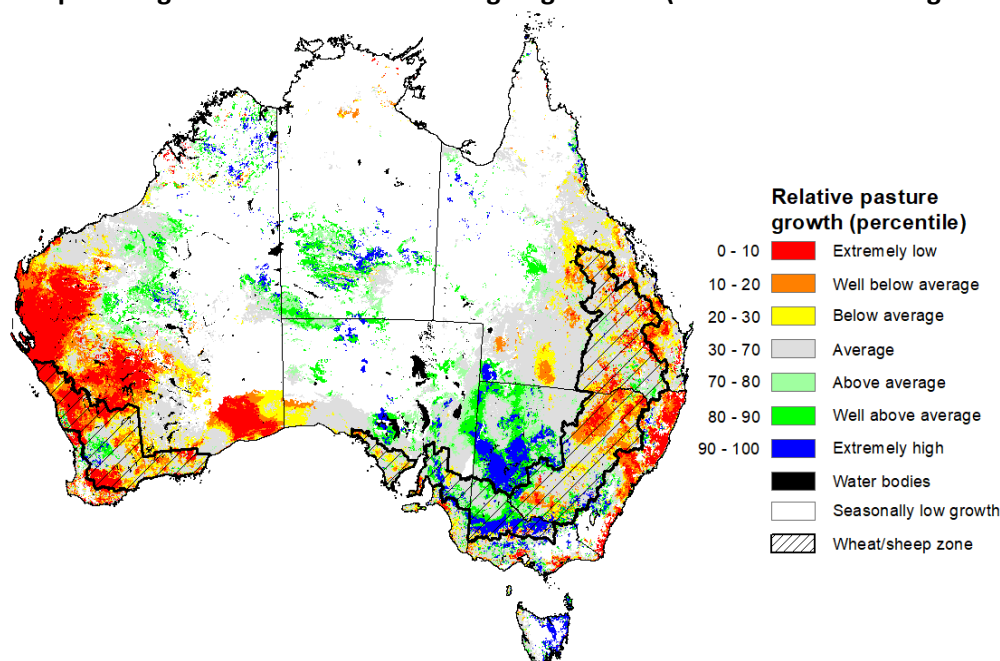 Relative pasture
growth (percentile)
0 - 10 Extremely low
10 - 20 Well below average
20 - 30 Below average
30 - 70 Average
70 - 80 Above average
80 - 90 Well above average
90 - 100 Extremely high
Water bodies
Seasonally low growth
Wheat/sheep zone